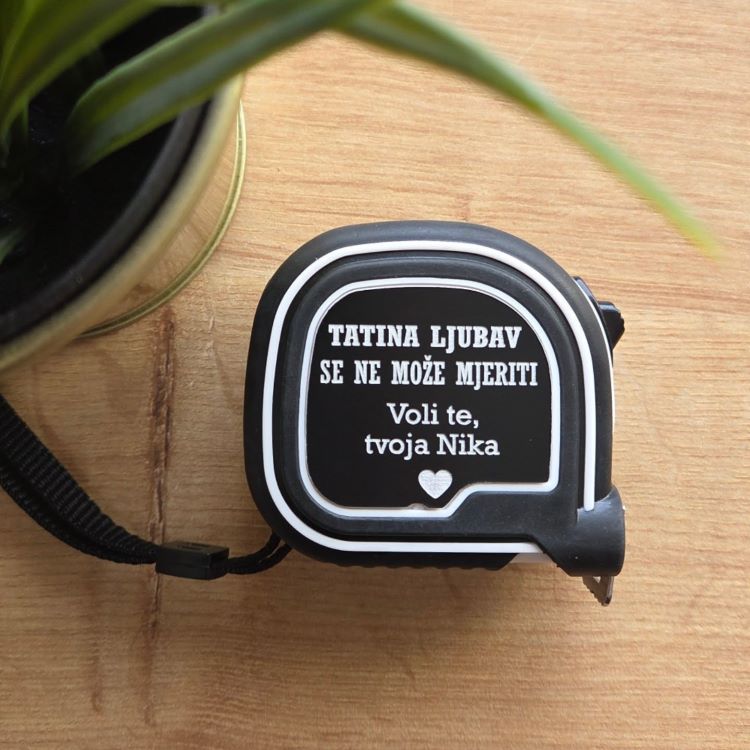 TATINA LJUBAV
SE NE MOŽE MJERITI
Voli te,
tvoja Nika